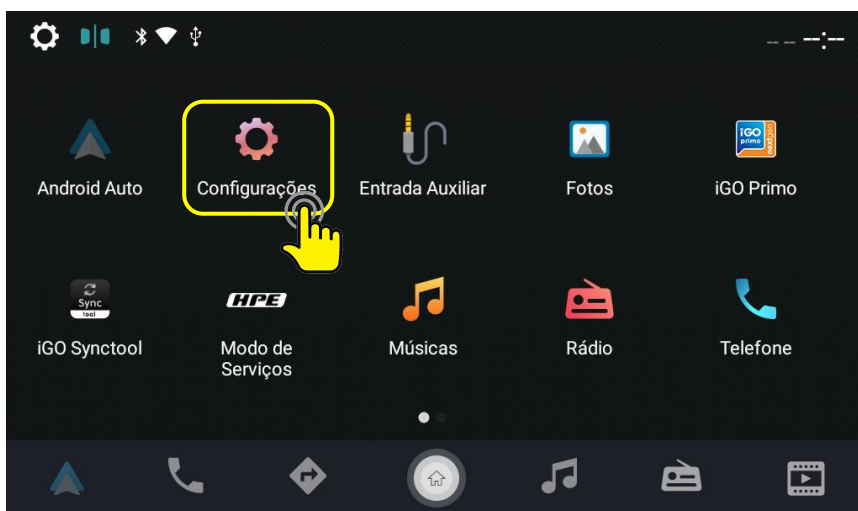 -- -- --:--
Android Auto
Configurações
Entrada Auxiliar
Fotos
iGO
primo
iGO Primo
Sync
tool
iGO Synctool
HPE
Modo de
Serviços
Músicas
Rádio
Telefone